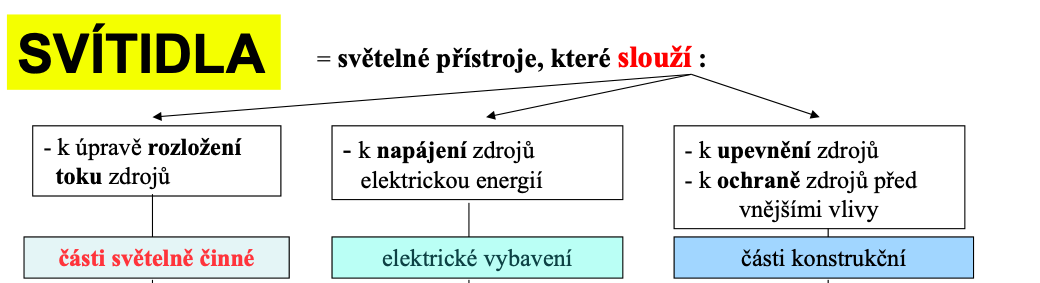 SVÍTIDLA
= světelné přístroje, které slouží :
- k úpravě rozložení
toku zdrojů
- k napájení zdrojů
elektrickou energií
- k upevnění zdrojů
- k ochraně zdrojů před
vnějšími vlivy
části světelně činné
elektrické vybavení
části konstrukční